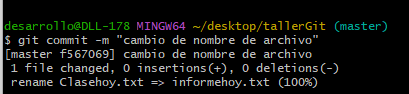 desarrollo@DLL-178 MINGW64 ~/desktop/tallerGit (master)
$ git commit -m "cambio de nombre de archivo"
[master f567069] cambio de nombre de archivo
 1 file changed, 0 insertions(+), 0 deletions(-)
 rename Clasehoy.txt => informehoy.txt (100%)